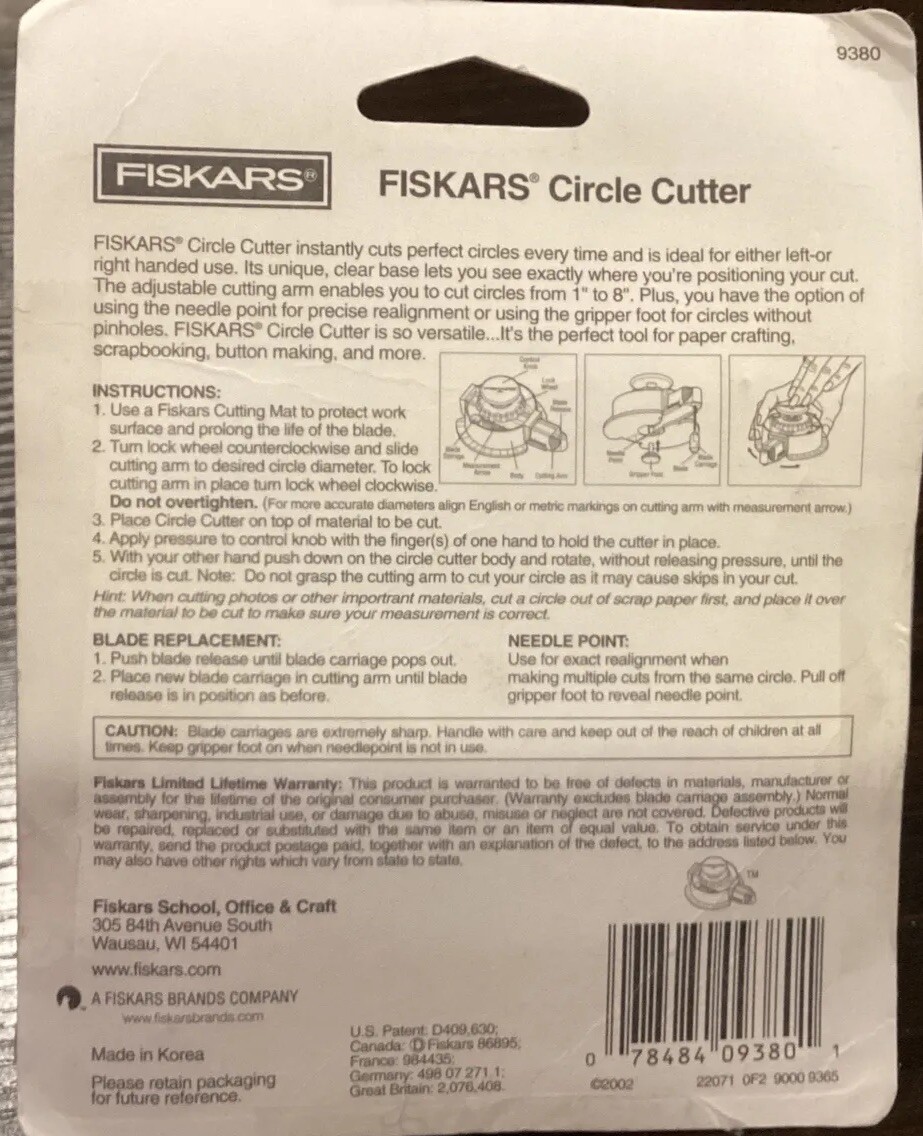 9380
FISKARS®
FISKARS® Circle Cutter
FISKARS® Circle Cutter instantly cuts perfect circles every time and is ideal for either left-or
right handed use. Its unique, clear base lets you see exactly where you're positioning your cut.
The adjustable cutting arm enables you to cut circles from 1" to 8". Plus, you have the option of
using the needle point for precise realignment or using the gripper foot for circles without
pinholes. FISKARS® Circle Cutter is so versatile...It's the perfect tool for paper crafting,
scrapbooking, button making, and more.
Control
Knob
Lock
Wheel
Blade
Release
Blade
Storage
Measurement
Arrow
Body
Cutting Arm
Needle
Point
Gripper Foot
Blade
Blade
Carriage
INSTRUCTIONS:
1. Use a Fiskars Cutting Mat to protect work
surface and prolong the life of the blade.
2. Turn lock wheel counterclockwise and slide
cutting arm to desired circle diameter. To lock
cutting arm in place turn lock wheel clockwise.
Do not overtighten. (For more accurate diameters align English or metric markings on cutting arm with measurement arrow.)
3. Place Circle Cutter on top of material to be cut.
4. Apply pressure to control knob with the finger(s) of one hand to hold the cutter in place.
5. With your other hand push down on the circle cutter body and rotate, without releasing pressure, until the
circle is cut. Note: Do not grasp the cutting arm to cut your circle as it may cause skips in your cut.
Hint: When cutting photos or other importrant materials, cut a circle out of scrap paper first, and place it over
the material to be cut to make sure your measurement is correct.
BLADE REPLACEMENT:
1. Push blade release until blade carriage pops out.
2. Place new blade carriage in cutting arm until blade
release is in position as before.
NEEDLE POINT:
Use for exact realignment when
making multiple cuts from the same circle. Pull off
gripper foot to reveal needle point.
CAUTION: Blade carriages are extremely sharp. Handle with care and keep out of the reach of children at all
times. Keep gripper foot on when needlepoint is not in use.
Fiskars Limited Lifetime Warranty: This product is warranted to be free of defects in materials, manufacturer or
assembly for the lifetime of the original consumer purchaser. (Warranty excludes blade carriage assembly.) Normal
wear, sharpening, industrial use, or damage due to abuse, misuse or neglect are not covered. Defective products will
be repaired, replaced or substituted with the same item or an item of equal value. To obtain service under this
warranty, send the product postage paid, together with an explanation of the defect, to the address listed below. You
may also have other rights which vary from state to state.
TM
Fiskars School, Office & Craft
305 84th Avenue South
Wausau, WI 54401
www.fiskars.com
A FISKARS BRANDS COMPANY
www.fiskarsbrands.com
Made in Korea
Please retain packaging
for future reference.
U.S. Patent: D409,630;
Canada: Ⓓ Fiskars 86895;
France: 984435;
Germany: 498 07 271.1;
Great Britain: 2,076,408.
0 78484 09380 1
©2002 22071 0F2 9000 9365